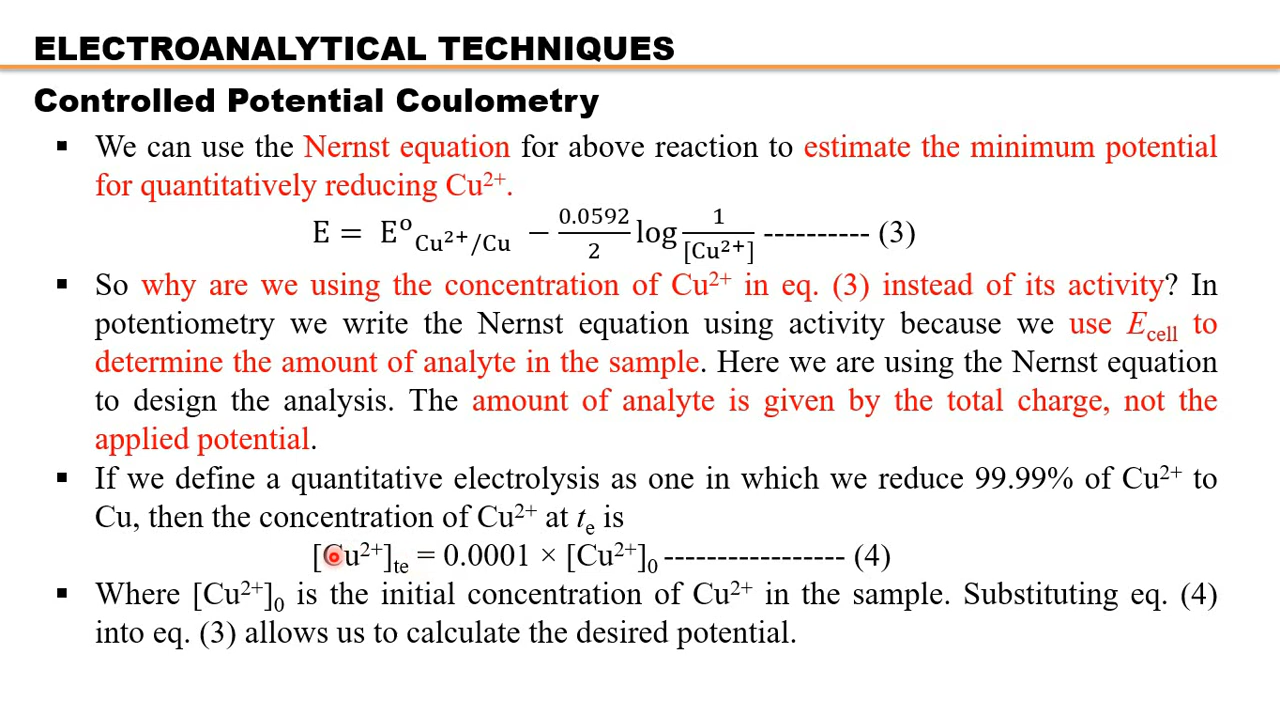 ELECTROANALYTICAL TECHNIQUES
Controlled Potential Coulometry
▪ We can use the Nernst equation for above reaction to estimate the minimum potential
for quantitatively reducing Cu²⁺.
E = E°Cu²⁺/Cu − 0.0592/2 log 1/[Cu²⁺] ---------- (3)
▪ So why are we using the concentration of Cu²⁺ in eq. (3) instead of its activity? In
potentiometry we write the Nernst equation using activity because we use Ecell to
determine the amount of analyte in the sample. Here we are using the Nernst equation
to design the analysis. The amount of analyte is given by the total charge, not the
applied potential.
▪ If we define a quantitative electrolysis as one in which we reduce 99.99% of Cu²⁺ to
Cu, then the concentration of Cu²⁺ at te is
[Cu²⁺]te = 0.0001 × [Cu²⁺]₀ ----------------- (4)
▪ Where [Cu²⁺]₀ is the initial concentration of Cu²⁺ in the sample. Substituting eq. (4)
into eq. (3) allows us to calculate the desired potential.